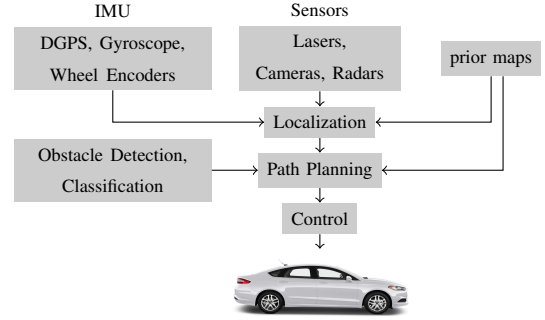 IMU
Sensors
DGPS, Gyroscope,
Wheel Encoders
Lasers,
Cameras, Radars
prior maps
Localization
Obstacle Detection,
Classification
Path Planning
Control